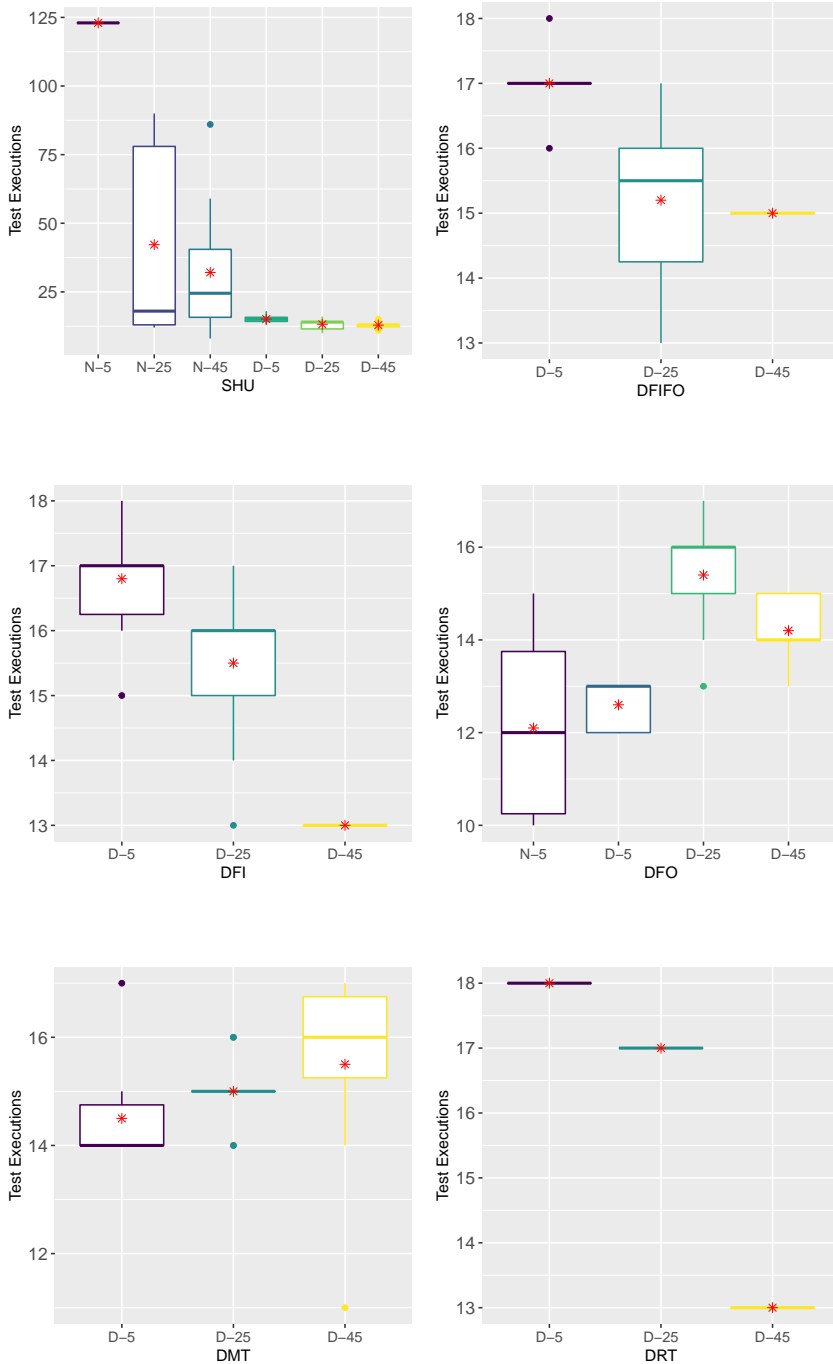 Test Executions
125
100
75
50
25
N−5 N−25 N−45 D−5 D−25 D−45
SHU
Test Executions
18
17
16
15
14
13
D−5 D−25 D−45
DFIFO
Test Executions
18
17
16
15
14
13
D−5 D−25 D−45
DFI
Test Executions
16
14
12
10
N−5 D−5 D−25 D−45
DFO
Test Executions
16
14
12
D−5 D−25 D−45
DMT
Test Executions
18
17
16
15
14
13
D−5 D−25 D−45
DRT